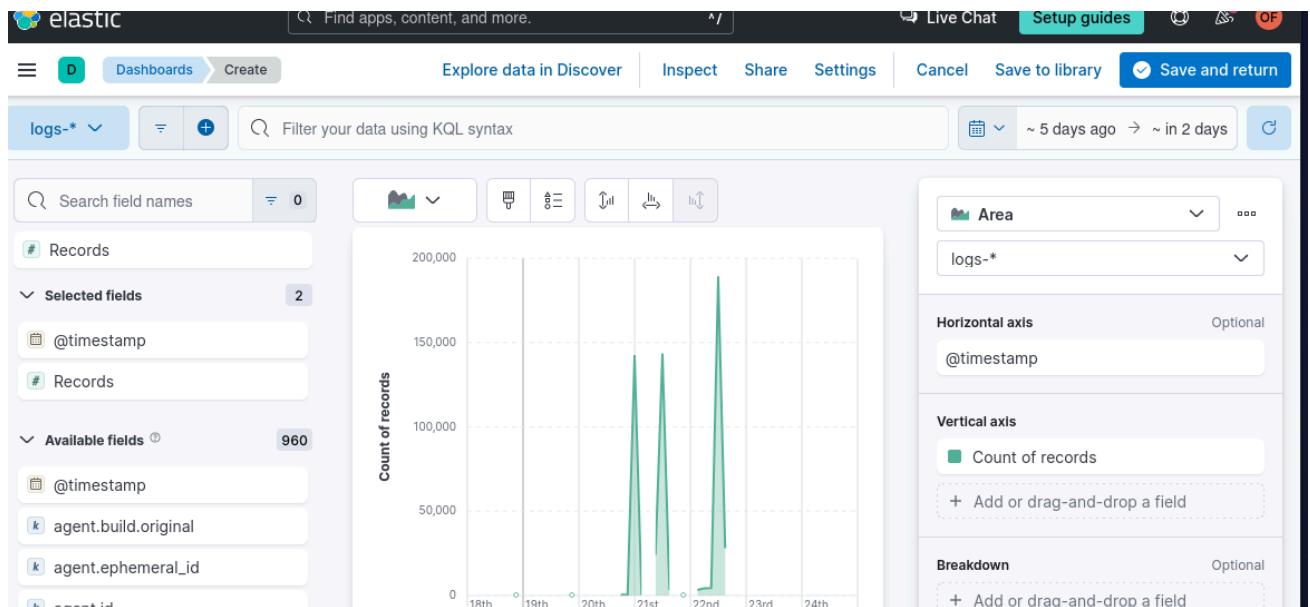 elastic
Find apps, content, and more.
^/
Live Chat
Setup guides
OF
D
Dashboards
Create
Explore data in Discover
Inspect
Share
Settings
Cancel
Save to library
Save and return
logs-*
Filter your data using KQL syntax
~ 5 days ago → ~ in 2 days
Search field names
0
# Records
Selected fields
2
@timestamp
# Records
Available fields
960
@timestamp
k agent.build.original
k agent.ephemeral_id
k agent.id
200,000
150,000
100,000
50,000
0
Count of records
18th
19th
20th
21st
22nd
23rd
24th
Area
logs-*
Horizontal axis
Optional
@timestamp
Vertical axis
Count of records
+ Add or drag-and-drop a field
Breakdown
Optional
+ Add or drag-and-drop a field